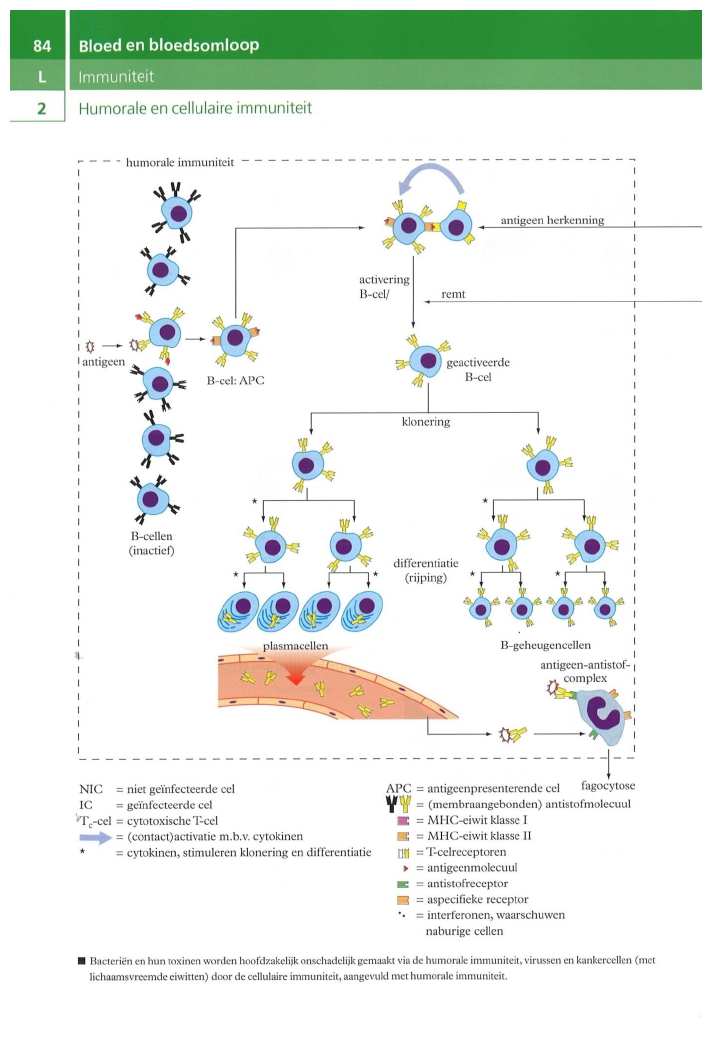 84 Bloed en bloedsomloop
L Immuniteit
2 Humorale en cellulaire immuniteit
humorale immuniteit
antigeen herkenning
activering
B-cel/
remt
antigeen
B-cel: APC
geactiveerde
B-cel
klonering
*
*
B-cellen
(inactief)
differentiatie
(rijping)
*
*
*
*
plasmacellen
B-geheugencellen
antigeen-antistof-
complex
fagocytose
NIC = niet geïnfecteerde cel
IC = geïnfecteerde cel
Tc-cel = cytotoxische T-cel
= (contact)activatie m.b.v. cytokinen
* = cytokinen, stimuleren klonering en differentiatie
APC = antigeenpresenterende cel
= (membraangebonden) antistofmolecuul
= MHC-eiwit klasse I
= MHC-eiwit klasse II
= T-celreceptoren
= antigeenmolecuul
= antistofreceptor
= aspecifieke receptor
= interferonen, waarschuwen
naburige cellen
■ Bacteriën en hun toxinen worden hoofdzakelijk onschadelijk gemaakt via de humorale immuniteit, virussen en kankercellen (met
lichaamsvreemde eiwitten) door de cellulaire immuniteit, aangevuld met humorale immuniteit.